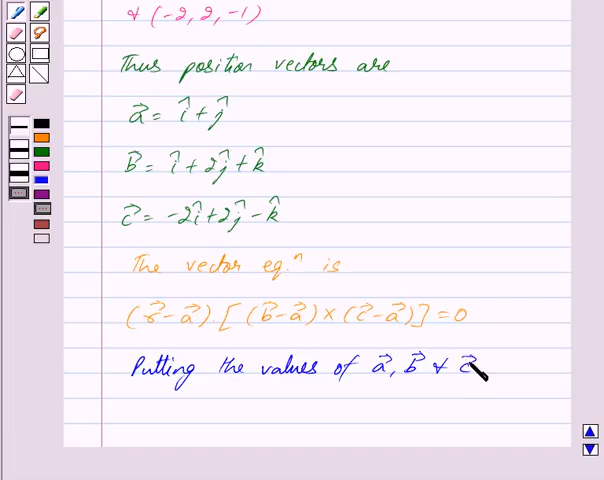 & (-2, 2, -1)
Thus position vectors are
a⃗ = î + ĵ
b⃗ = î + 2ĵ + k̂
c⃗ = -2î + 2ĵ - k̂
The vector eq.ⁿ is
(r⃗ - a⃗) . [(b⃗ - a⃗) × (c⃗ - a⃗)] = 0
Putting the values of a⃗, b⃗ & c⃗